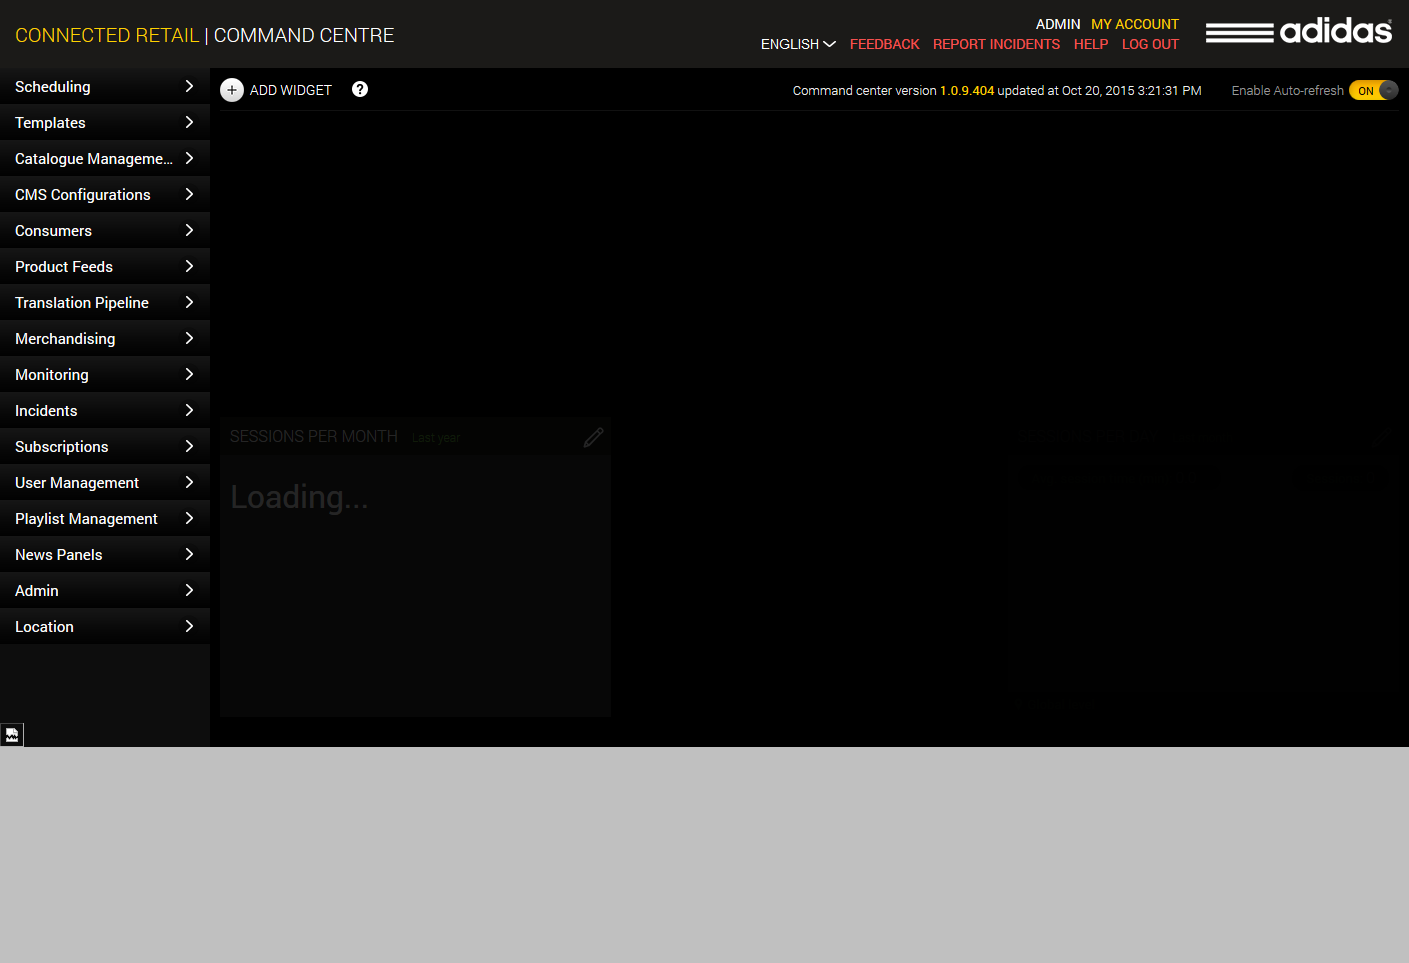 CONNECTED RETAIL | COMMAND CENTRE
ADMIN MY ACCOUNT
ENGLISH FEEDBACK REPORT INCIDENTS HELP LOG OUT
adidas
Scheduling
Templates
Catalogue Manageme...
CMS Configurations
Consumers
Product Feeds
Translation Pipeline
Merchandising
Monitoring
Incidents
Subscriptions
User Management
Playlist Management
News Panels
Admin
Location
+ ADD WIDGET ?
Command center version 1.0.9.404 updated at Oct 20, 2015 3:21:31 PM
Enable Auto-refresh ON
SESSIONS PER MONTH Last year
Loading...